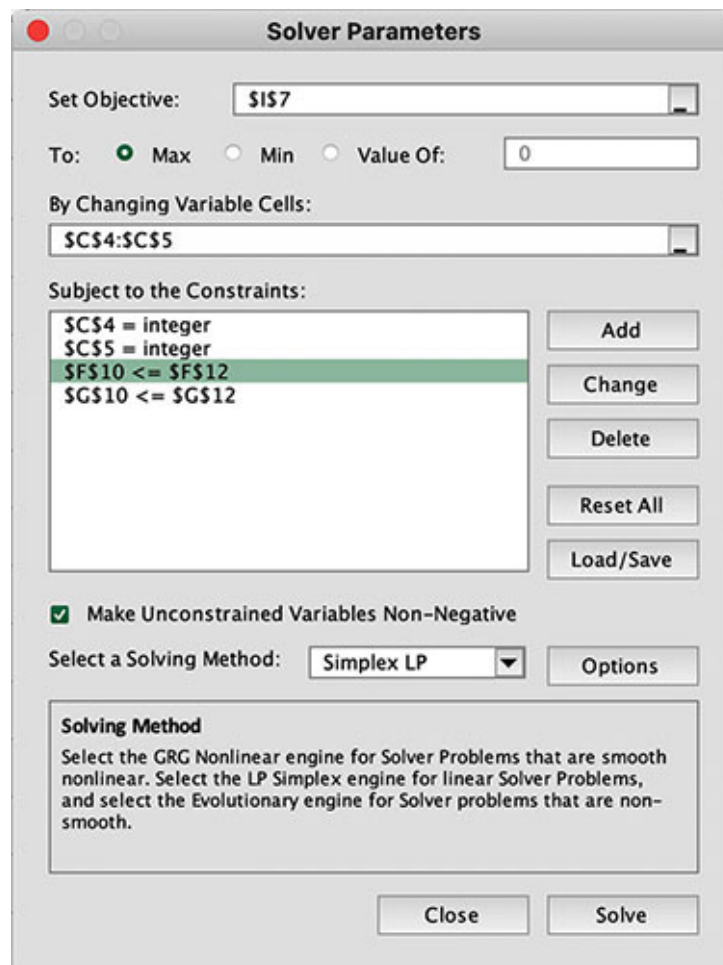 Solver Parameters
Set Objective: $I$7
To: Max Min Value Of: 0
By Changing Variable Cells:
$C$4:$C$5
Subject to the Constraints:
$C$4 = integer
$C$5 = integer
$F$10 <= $F$12
$G$10 <= $G$12
Add
Change
Delete
Reset All
Load/Save
Make Unconstrained Variables Non-Negative
Select a Solving Method: Simplex LP Options
Solving Method
Select the GRG Nonlinear engine for Solver Problems that are smooth
nonlinear. Select the LP Simplex engine for linear Solver Problems,
and select the Evolutionary engine for Solver problems that are non-
smooth.
Close Solve